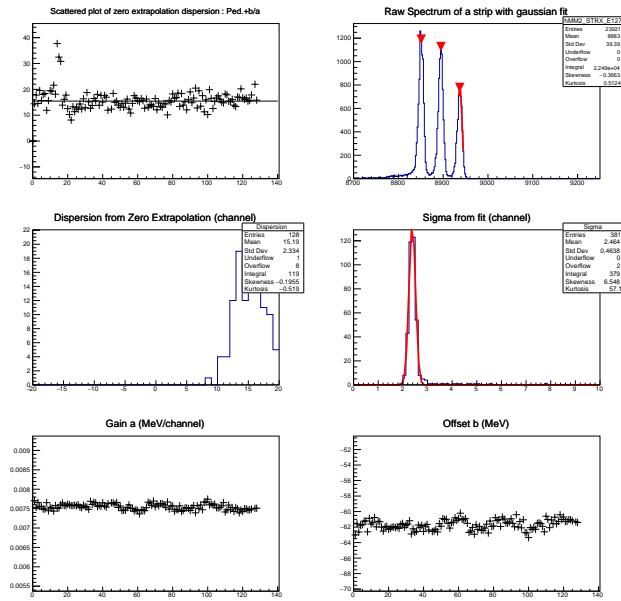 Scattered plot of zero extrapolation dispersion : Ped.+b/a
40
30
20
10
0
−10
0 20 40 60 80 100 120 140
Raw Spectrum of a strip with gaussian fit
hMM2_STRX_E127
Entries 23921
Mean 8883
Std Dev 39.39
Underflow 0
Overflow 0
Integral 2.249e+04
Skewness −0.3663
Kurtosis 0.5124
1200
1000
800
600
400
200
0
8700 8800 8900 9000 9100 9200
Dispersion from Zero Extrapolation (channel)
Dispersion
Entries 128
Mean 15.19
Std Dev 2.334
Underflow 1
Overflow 8
Integral 119
Skewness −0.1955
Kurtosis −0.519
22
20
18
16
14
12
10
8
6
4
2
0
−20 −15 −10 −5 0 5 10 15 20
Sigma from fit (channel)
Sigma
Entries 381
Mean 2.464
Std Dev 0.4638
Underflow 0
Overflow 2
Integral 379
Skewness 6.548
Kurtosis 57.1
120
100
80
60
40
20
0
0 1 2 3 4 5 6 7 8 9 10
Gain a (MeV/channel)
0.009
0.0085
0.008
0.0075
0.007
0.0065
0.006
0.0055
0 20 40 60 80 100 120 140
Offset b (MeV)
−52
−54
−56
−58
−60
−62
−64
−66
−68
−70
0 20 40 60 80 100 120 140